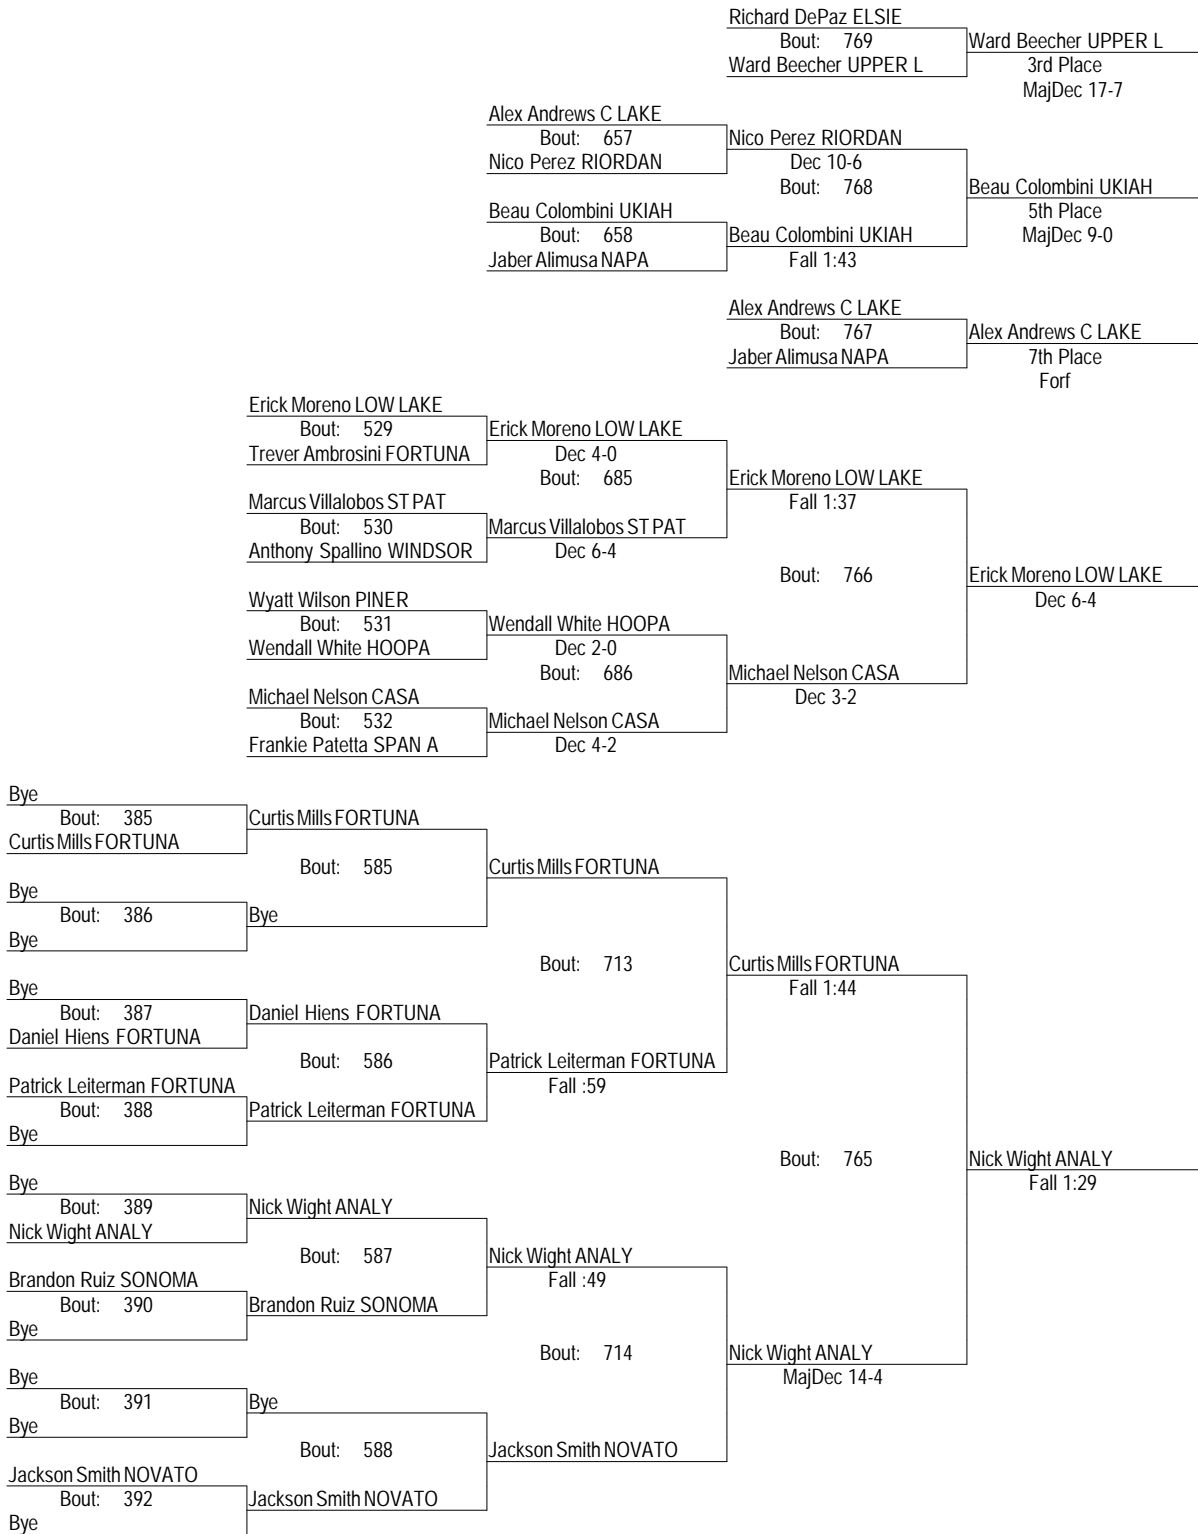 Richard DePaz ELSIE
Bout: 769
Ward Beecher UPPER L
Ward Beecher UPPER L
3rd Place
MajDec 17-7
Alex Andrews C LAKE
Bout: 657
Nico Perez RIORDAN
Nico Perez RIORDAN
Dec 10-6
Bout: 768
Beau Colombini UKIAH
5th Place
MajDec 9-0
Beau Colombini UKIAH
Bout: 658
Jaber Alimusa NAPA
Beau Colombini UKIAH
Fall 1:43
Alex Andrews C LAKE
Bout: 767
Jaber Alimusa NAPA
Alex Andrews C LAKE
7th Place
Forf
Erick Moreno LOW LAKE
Bout: 529
Trever Ambrosini FORTUNA
Erick Moreno LOW LAKE
Dec 4-0
Bout: 685
Erick Moreno LOW LAKE
Fall 1:37
Marcus Villalobos ST PAT
Bout: 530
Anthony Spallino WINDSOR
Marcus Villalobos ST PAT
Dec 6-4
Bout: 766
Erick Moreno LOW LAKE
Dec 6-4
Wyatt Wilson PINER
Bout: 531
Wendall White HOOPA
Wendall White HOOPA
Dec 2-0
Bout: 686
Michael Nelson CASA
Dec 3-2
Michael Nelson CASA
Bout: 532
Frankie Patetta SPAN A
Michael Nelson CASA
Dec 4-2
Bye
Bout: 385
Curtis Mills FORTUNA
Curtis Mills FORTUNA
Bout: 585
Curtis Mills FORTUNA
Bye
Bout: 386
Bye
Bye
Bout: 713
Curtis Mills FORTUNA
Fall 1:44
Bye
Bout: 387
Daniel Hiens FORTUNA
Daniel Hiens FORTUNA
Bout: 586
Patrick Leiterman FORTUNA
Fall :59
Patrick Leiterman FORTUNA
Bout: 388
Bye
Patrick Leiterman FORTUNA
Bout: 765
Nick Wight ANALY
Fall 1:29
Bye
Bout: 389
Nick Wight ANALY
Nick Wight ANALY
Bout: 587
Nick Wight ANALY
Fall :49
Brandon Ruiz SONOMA
Bout: 390
Bye
Brandon Ruiz SONOMA
Bout: 714
Nick Wight ANALY
MajDec 14-4
Bye
Bout: 391
Bye
Bye
Bout: 588
Jackson Smith NOVATO
Jackson Smith NOVATO
Bout: 392
Bye
Jackson Smith NOVATO